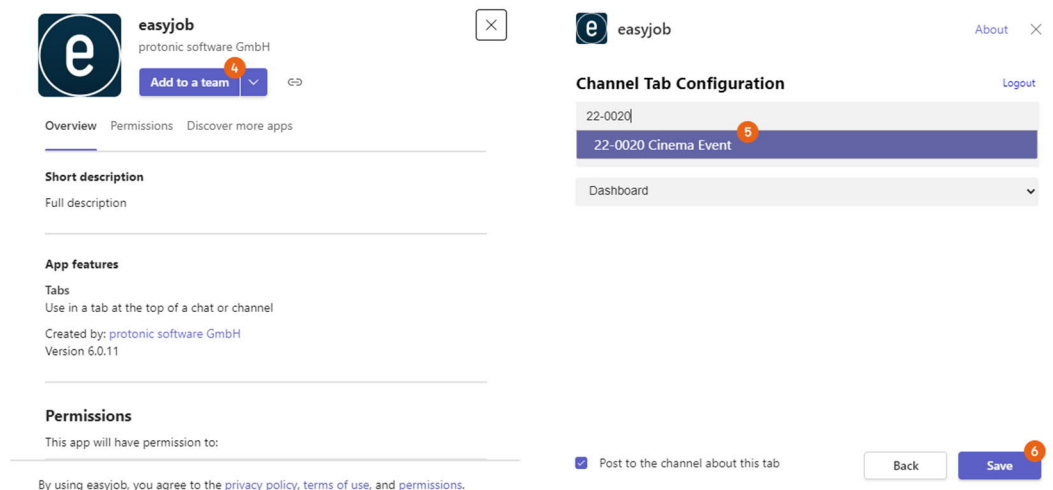 e
easyjob
protonic software GmbH
4
Add to a team
Overview Permissions Discover more apps
Short description
Full description
App features
Tabs
Use in a tab at the top of a chat or channel
Created by: protonic software GmbH
Version 6.0.11
Permissions
This app will have permission to:
By using easyjob, you agree to the privacy policy, terms of use, and permissions.
e
easyjob
About
Channel Tab Configuration
Logout
22-0020
5
22-0020 Cinema Event
Dashboard
Post to the channel about this tab
Back
6
Save